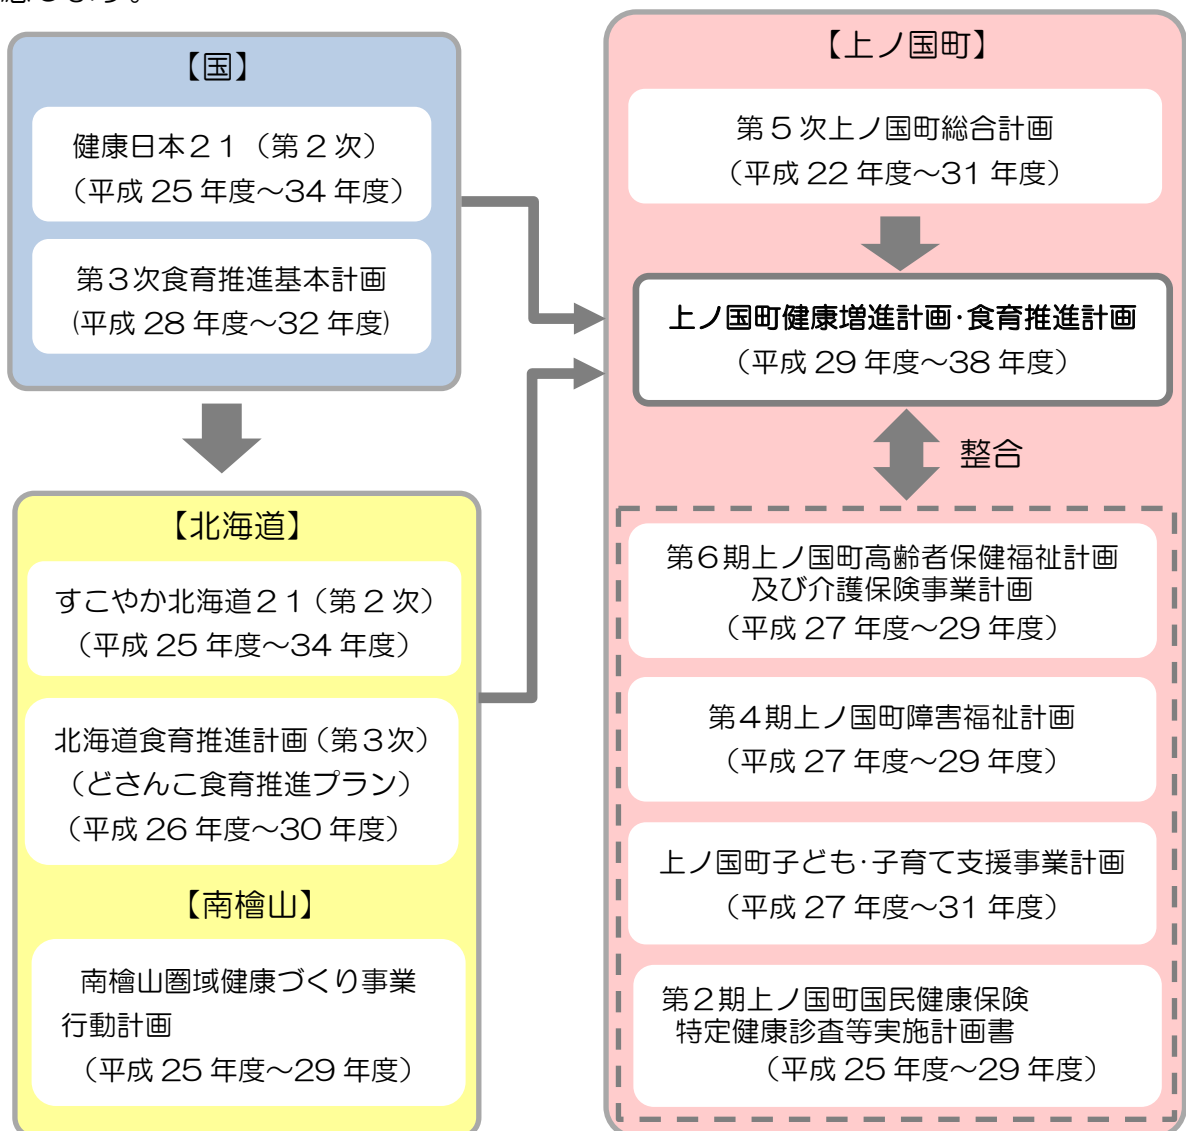 【国】
健康日本２１（第２次）
（平成 25 年度～34 年度）
第３次食育推進基本計画
(平成 28 年度～32 年度)
【北海道】
すこやか北海道２１（第２次）
（平成 25 年度～34 年度）
北海道食育推進計画（第３次）
（どさんこ食育推進プラン）
（平成 26 年度～30 年度）
【南檜山】
南檜山圏域健康づくり事業
行動計画
（平成 25 年度～29 年度）
【上ノ国町】
第５次上ノ国町総合計画
（平成 22 年度～31 年度）
上ノ国町健康増進計画・食育推進計画
（平成 29 年度～38 年度）
整合
第６期上ノ国町高齢者保健福祉計画
及び介護保険事業計画
（平成 27 年度～29 年度）
第４期上ノ国町障害福祉計画
（平成 27 年度～29 年度）
上ノ国町子ども・子育て支援事業計画
（平成 27 年度～31 年度）
第２期上ノ国町国民健康保険
特定健康診査等実施計画書
（平成 25 年度～29 年度）